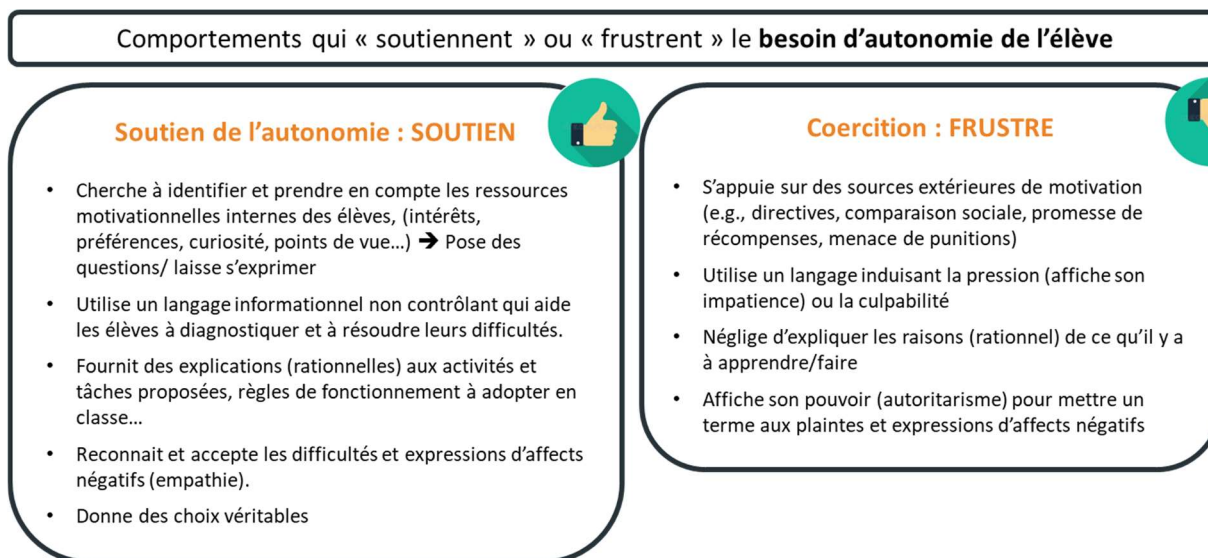 Comportements qui « soutiennent » ou « frustrent » le besoin d’autonomie de l’élève
Soutien de l’autonomie : SOUTIEN
• Cherche à identifier et prendre en compte les ressources
motivationnelles internes des élèves, (intérêts,
préférences, curiosité, points de vue…) ➔ Pose des
questions/ laisse s’exprimer
• Utilise un langage informationnel non contrôlant qui aide
les élèves à diagnostiquer et à résoudre leurs difficultés.
• Fournit des explications (rationnelles) aux activités et
tâches proposées, règles de fonctionnement à adopter en
classe…
• Reconnait et accepte les difficultés et expressions d’affects
négatifs (empathie).
• Donne des choix véritables
Coercition : FRUSTRE
• S’appuie sur des sources extérieures de motivation
(e.g., directives, comparaison sociale, promesse de
récompenses, menace de punitions)
• Utilise un langage induisant la pression (affiche son
impatience) ou la culpabilité
• Néglige d’expliquer les raisons (rationnel) de ce qu’il y a
à apprendre/faire
• Affiche son pouvoir (autoritarisme) pour mettre un
terme aux plaintes et expressions d’affects négatifs